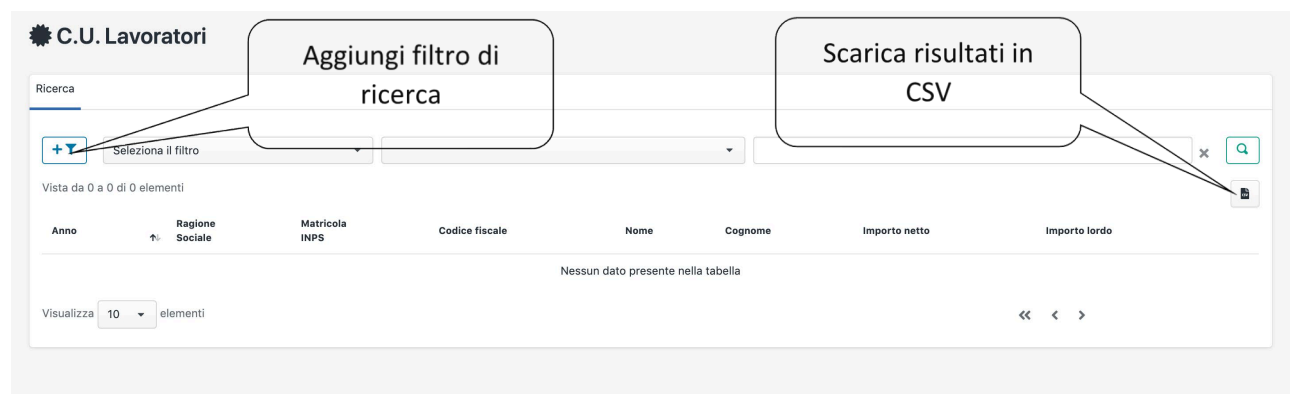 C.U. Lavoratori
Aggiungi filtro di
ricerca
Scarica risultati in
CSV
Ricerca
Seleziona il filtro
Vista da 0 a 0 di 0 elementi
Anno
Ragione
Sociale
Matricola
INPS
Codice fiscale
Nome
Cognome
Importo netto
Importo lordo
Nessun dato presente nella tabella
Visualizza 10 elementi